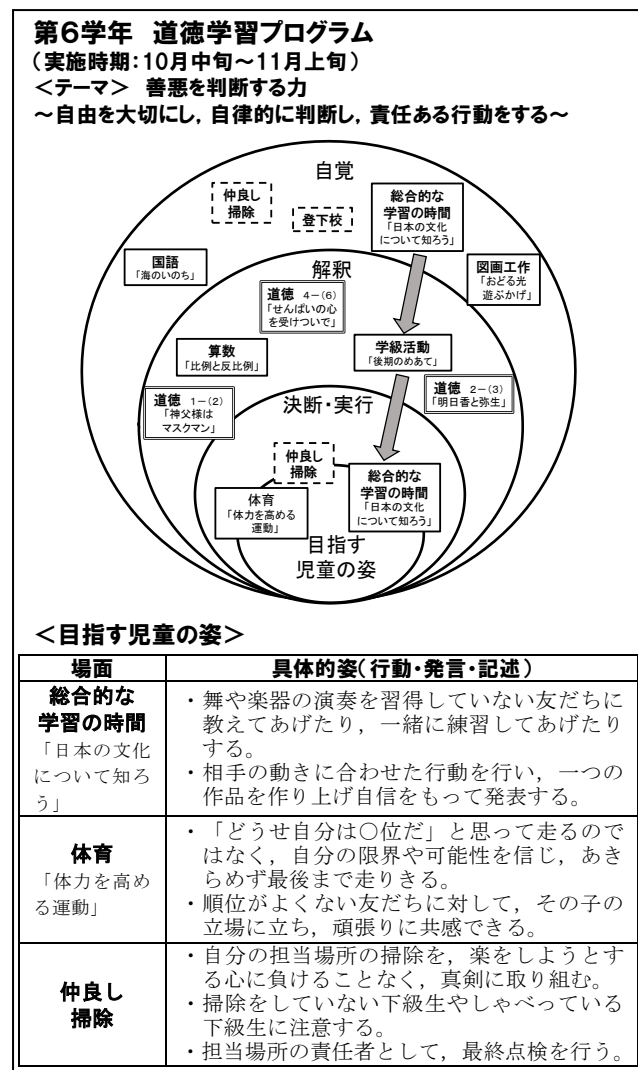 第6学年 道徳学習プログラム
(実施時期:10月中旬~11月上旬)
<テーマ> 善悪を判断する力
~自由を大切にし,自律的に判断し,責任ある行動をする~
自覚
仲良し
掃除
登下校
総合的な
学習の時間
「日本の文化
について知ろう」
国語
「海のいのち」
図画工作
「おどる光
遊ぶかげ」
解釈
道徳 4-(6)
「せんぱいの心
を受けついで」
算数
「比例と反比例」
学級活動
「後期のめあて」
道徳 1-(2)
「神父様は
マスクマン」
道徳 2-(3)
「明日香と弥生」
決断・実行
仲良し
掃除
体育
「体力を高める
運動」
総合的な
学習の時間
「日本の文化
について知ろう」
目指す
児童の姿
<目指す児童の姿>
場面
具体的姿(行動・発言・記述)
総合的な
学習の時間
「日本の文化
について知ろ
う」
・舞や楽器の演奏を習得していない友だちに
教えてあげたり,一緒に練習してあげたり
する。
・相手の動きに合わせた行動を行い,一つの
作品を作り上げ自信をもって発表する。
体育
「体力を高め
る運動」
・「どうせ自分は○位だ」と思って走るので
はなく,自分の限界や可能性を信じ,あき
らめず最後まで走りきる。
・順位がよくない友だちに対して,その子の
立場に立ち,頑張りに共感できる。
仲良し
掃除
・自分の担当場所の掃除を,楽をしようとす
る心に負けることなく,真剣に取り組む。
・掃除をしていない下級生やしゃべっている
下級生に注意する。
・担当場所の責任者として,最終点検を行う。